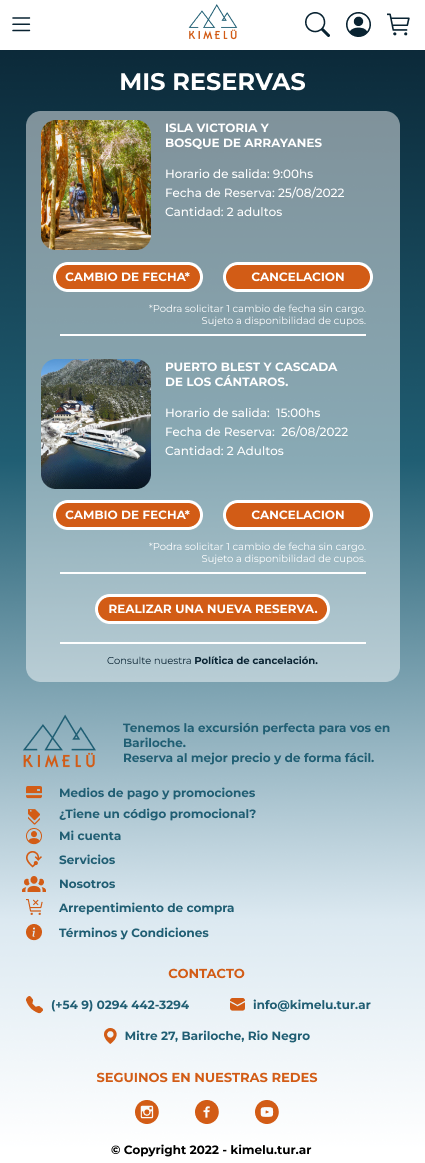 KIMELÜ
MIS RESERVAS
ISLA VICTORIA Y
BOSQUE DE ARRAYANES
Horario de salida: 9:00hs
Fecha de Reserva: 25/08/2022
Cantidad: 2 adultos
CAMBIO DE FECHA*
CANCELACION
*Podra solicitar 1 cambio de fecha sin cargo.
Sujeto a disponibilidad de cupos.
PUERTO BLEST Y CASCADA
DE LOS CÁNTAROS.
Horario de salida: 15:00hs
Fecha de Reserva: 26/08/2022
Cantidad: 2 Adultos
CAMBIO DE FECHA*
CANCELACION
*Podra solicitar 1 cambio de fecha sin cargo.
Sujeto a disponibilidad de cupos.
REALIZAR UNA NUEVA RESERVA.
Consulte nuestra Política de cancelación.
KIMELÜ
Tenemos la excursión perfecta para vos en
Bariloche.
Reserva al mejor precio y de forma fácil.
Medios de pago y promociones
¿Tiene un código promocional?
Mi cuenta
Servicios
Nosotros
Arrepentimiento de compra
Términos y Condiciones
CONTACTO
(+54 9) 0294 442-3294
info@kimelu.tur.ar
Mitre 27, Bariloche, Rio Negro
SEGUINOS EN NUESTRAS REDES
© Copyright 2022 - kimelu.tur.ar